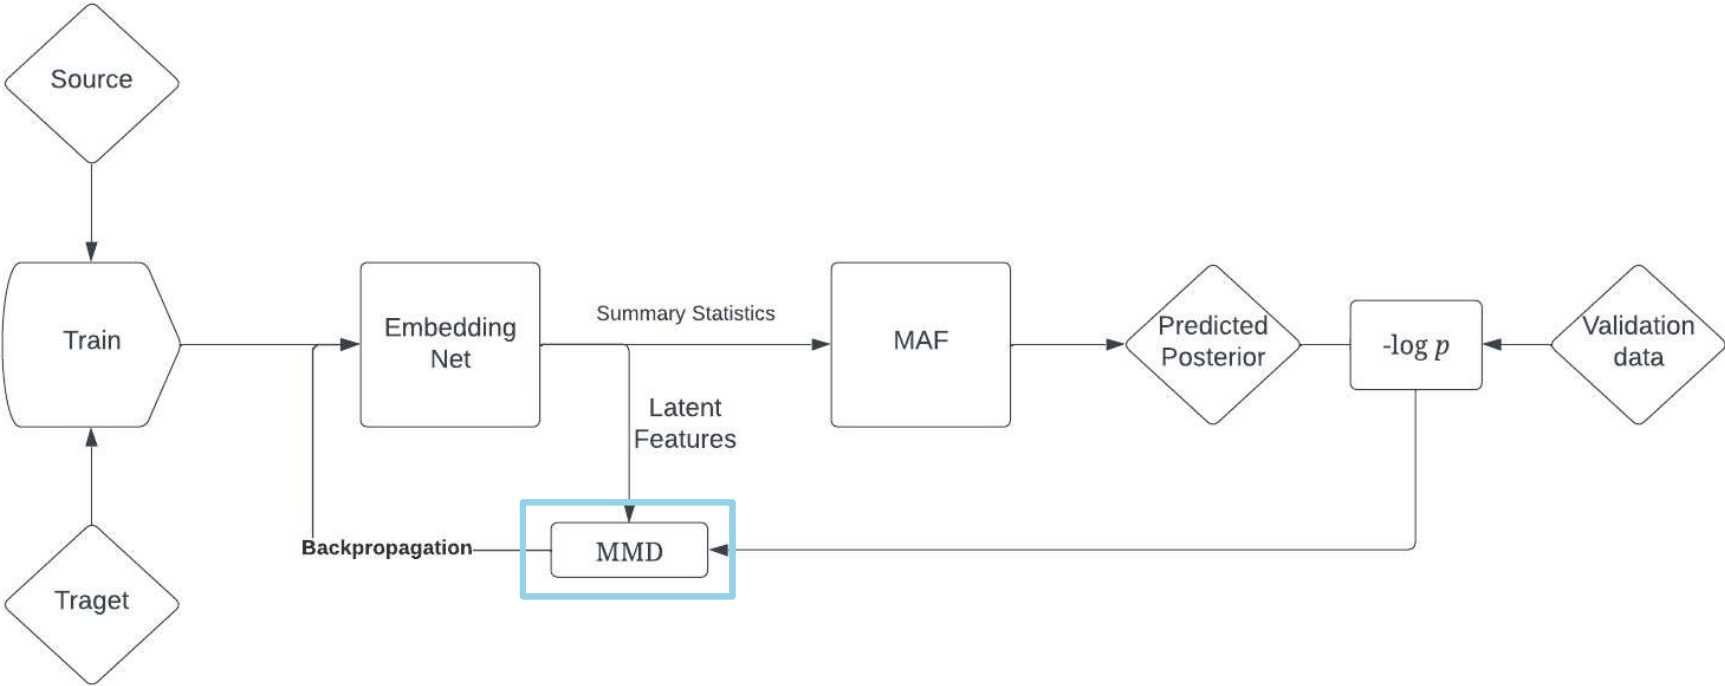 Source
Train
Embedding
Net
Summary Statistics
MAF
Predicted
Posterior
-log p
Validation
data
Latent
Features
Backpropagation
MMD
Traget